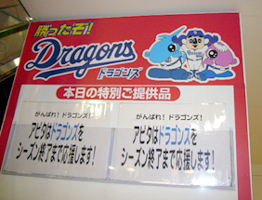 勝ったぞ!
Dragons
ドラゴンズ
本日の特別ご提供品
がんばれ！ドラゴンズ！
アピタはドラゴンズを
シーズン終了まで応援します！
がんばれ！ドラゴンズ！
アピタはドラゴンズを
シーズン終了まで応援します！